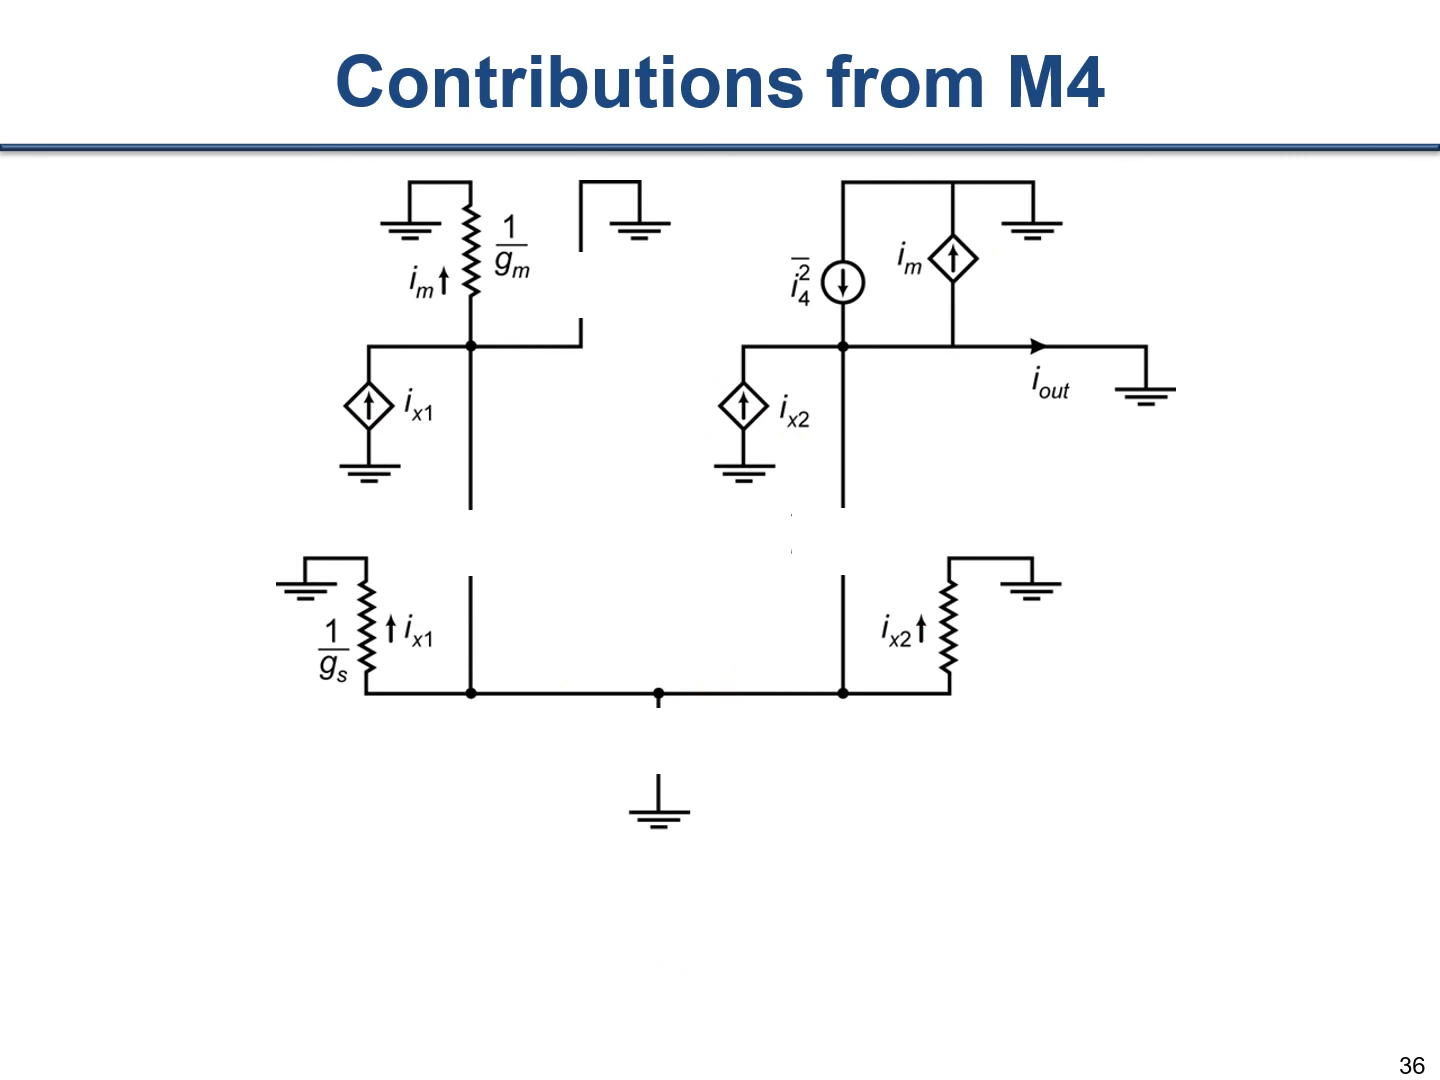 Contributions from M4
1
g_m
i_m
i_m
i_4^2
i_x1
i_x2
i_out
1
g_s
i_x1
i_x2
36